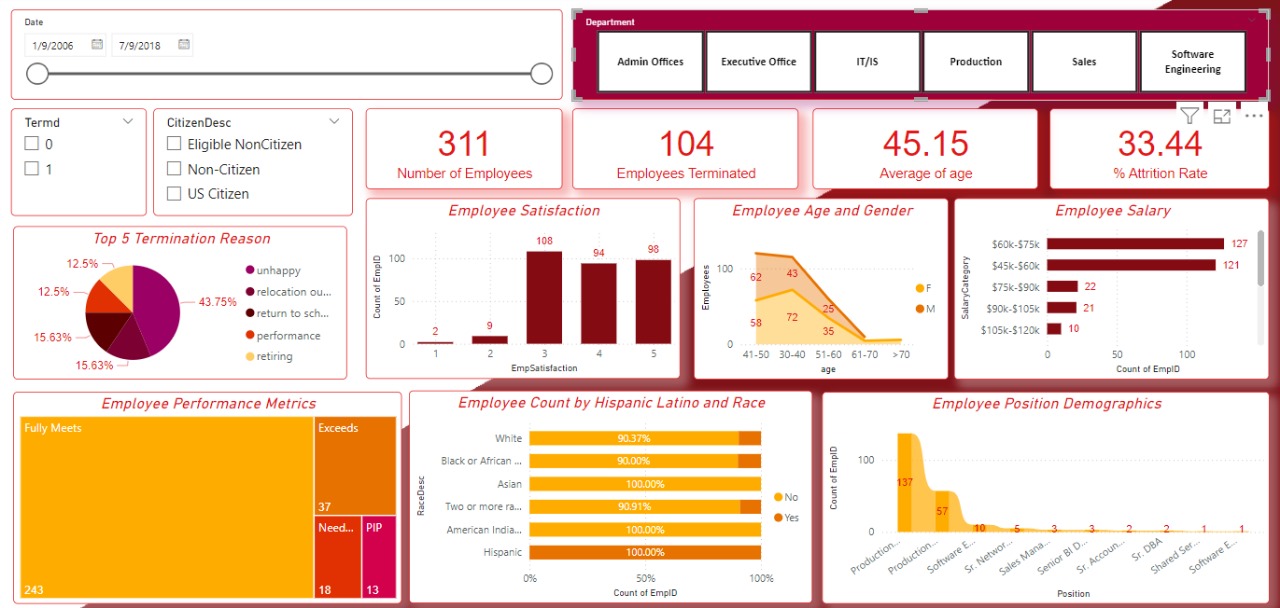 Date
1/9/2006
7/9/2018
Department
Admin Offices
Executive Office
IT/IS
Production
Sales
Software
Engineering
Termd
0
1
CitizenDesc
Eligible NonCitizen
Non-Citizen
US Citizen
311
Number of Employees
104
Employees Terminated
45.15
Average of age
33.44
% Attrition Rate
Top 5 Termination Reason
12.5%
12.5%
15.63%
15.63%
43.75%
unhappy
relocation ou...
return to sch...
performance
retiring
Employee Satisfaction
Count of EmpID
100
50
0
2
9
108
94
98
1
2
3
4
5
EmpSatisfaction
Employee Age and Gender
Employees
100
0
62
43
25
58
72
35
41-50
30-40
51-60
61-70
>70
age
F
M
Employee Salary
SalaryCategory
$60k-$75k
127
$45k-$60k
121
$75k-$90k
22
$90k-$105k
21
$105k-$120k
10
0
50
100
Count of EmpID
Employee Performance Metrics
Fully Meets
243
Exceeds
37
Need...
18
PIP
13
Employee Count by Hispanic Latino and Race
RaceDesc
White
90.37%
Black or African ...
90.00%
Asian
100.00%
Two or more ra...
90.91%
American India...
100.00%
Hispanic
100.00%
0%
50%
100%
Count of EmpID
No
Yes
Employee Position Demographics
Count of EmpID
100
0
137
57
10
5
3
3
2
2
1
1
Production...
Production...
Software E...
Sr. Networ...
Sales Mana...
Senior BI D...
Sr. Accoun...
Sr. DBA
Shared Ser...
Software E...
Position